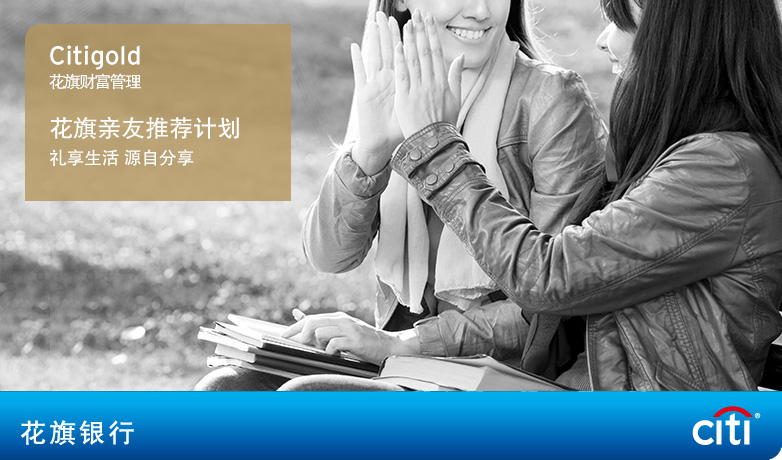 Citigold
花旗财富管理
花旗亲友推荐计划
礼享生活 源自分享
花旗银行
citi®